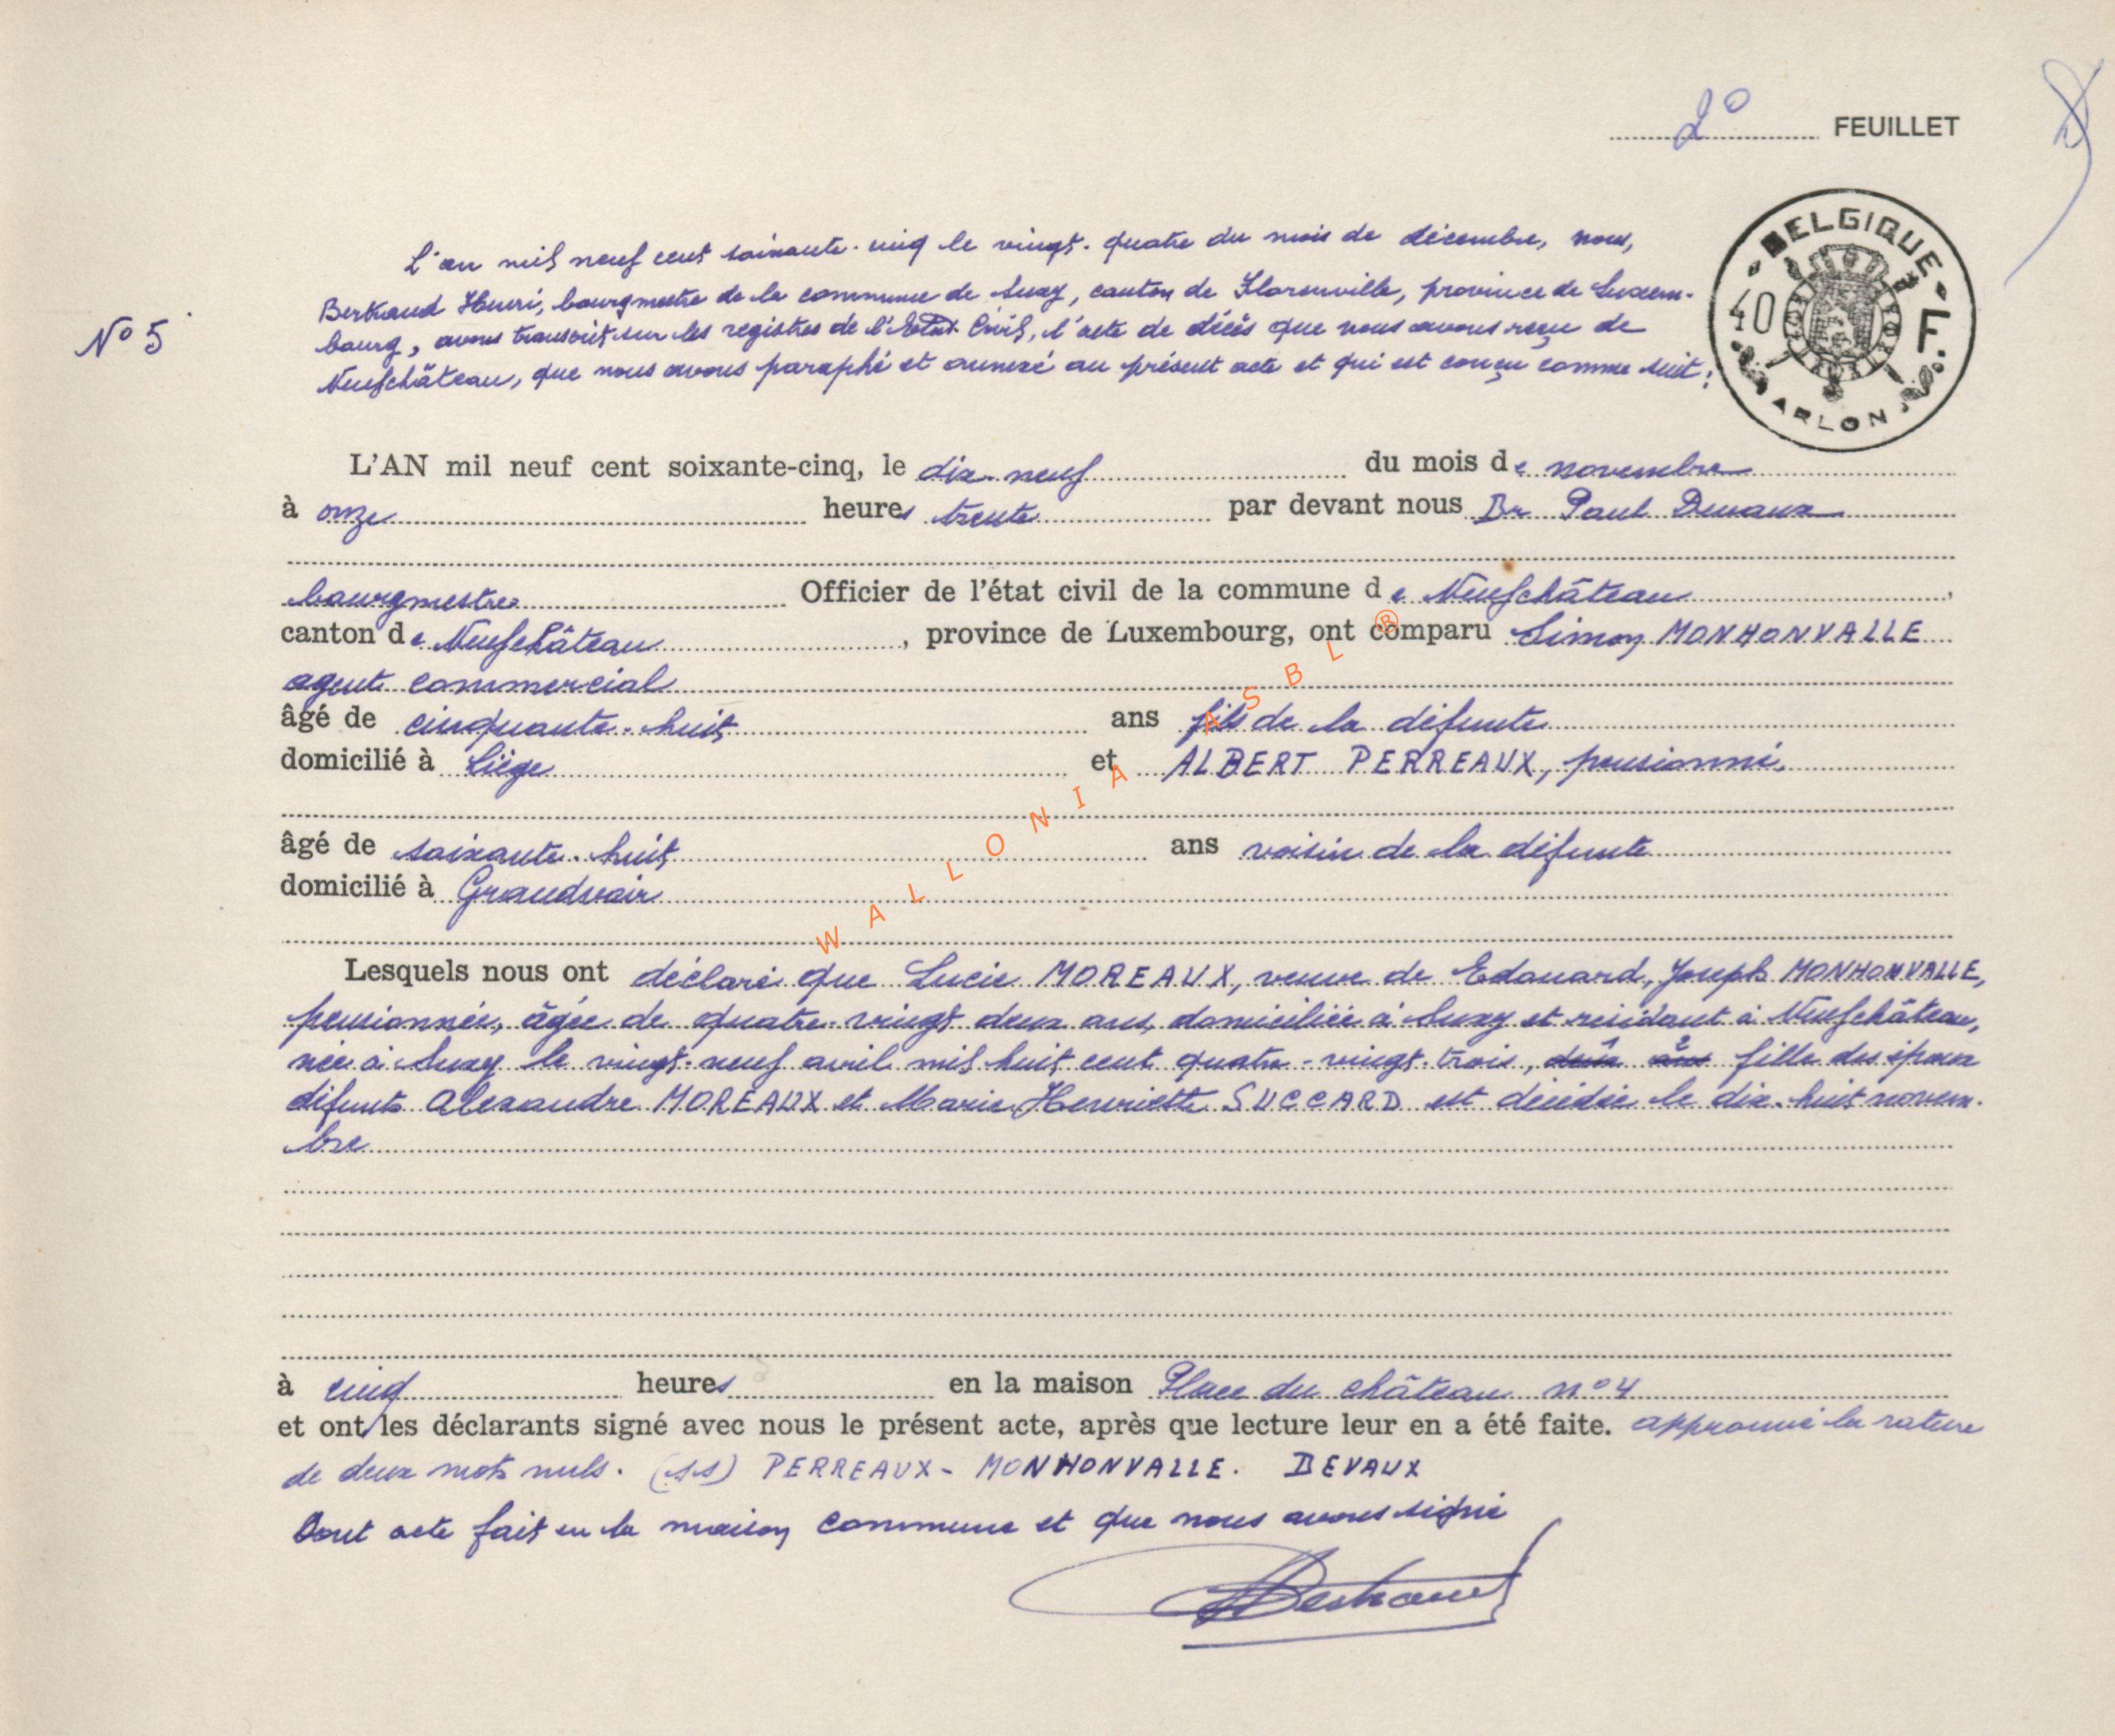 2° FEUILLET
BELGIQUE
40 F.
ARLON
L'an mil neuf cent soixante-cinq le vingt-quatre du mois de décembre, nous,
N° 5
Bertrand Henri, bourgmestre de la commune de Suxy, canton de Florenville, province de Luxem-
bourg, avons transcrit sur les registres de l'Etat Civil, l'acte de décès que nous avons reçu de
Neufchâteau, que nous avons paraphé et annexé au présent acte et qui est conçu comme suit:
L'AN mil neuf cent soixante-cinq, le dix-neuf du mois de novembre
à onze heures trente par devant nous Dr Paul Devaux
bourgmestre Officier de l'état civil de la commune de Neufchâteau,
canton de Neufchâteau, province de Luxembourg, ont comparu Simon MONHONVALLE
agent commercial
âgé de cinquante-huit ans fils de la défunte
domicilié à Liège et ALBERT PERREAUX, pensionné,
âgé de soixante-huit ans voisin de la défunte
domicilié à Grandvoir
WALLONIA ASBL ®
Lesquels nous ont déclaré que Lucie MOREAUX, veuve de Edouard, Joseph MONHONVALLE,
pensionnée, âgée de quatre-vingt deux ans, domiciliée à Suxy et résidant à Neufchâteau,
née à Suxy le vingt-neuf avril mil huit cent quatre-vingt-trois, fille des époux
défunts Alexandre MOREAUX et Marie Henriette SUCCARD est décédée le dix-huit novem-
bre
à cinq heures en la maison Place du château n° 4
et ont les déclarants signé avec nous le présent acte, après que lecture leur en a été faite. approuvé la rature
de deux mots nuls. (ss) PERREAUX - MONHONVALLE. DEVAUX
Dont acte fait en la maison commune et que nous avons signé
HBertrand